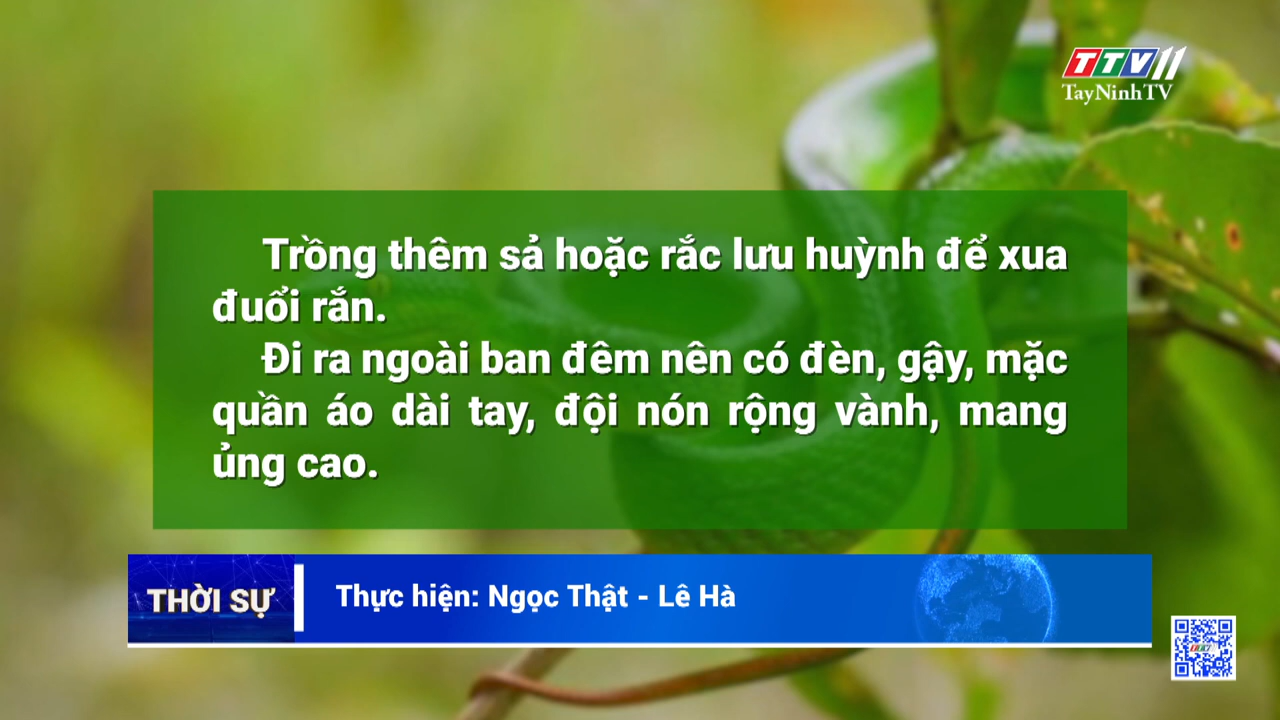 TTV11
TayNinhTV
Trồng thêm sả hoặc rắc lưu huỳnh để xua
đuổi rắn.
Đi ra ngoài ban đêm nên có đèn, gậy, mặc
quần áo dài tay, đội nón rộng vành, mang
ủng cao.
THỜI SỰ
Thực hiện: Ngọc Thật - Lê Hà
TTV11